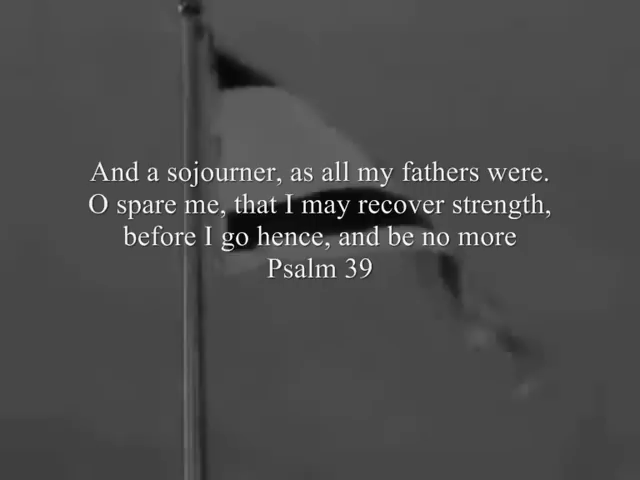 And a sojourner, as all my fathers were.
O spare me, that I may recover strength,
before I go hence, and be no more
Psalm 39